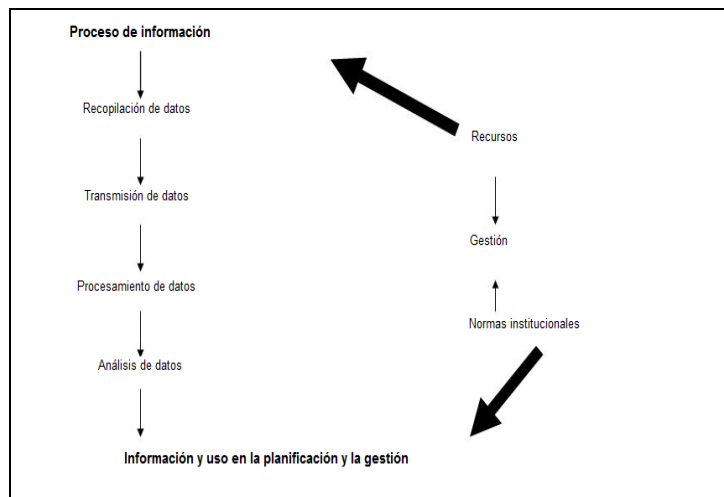 Proceso de información
Recopilación de datos
Recursos
Transmisión de datos
Gestión
Procesamiento de datos
Normas institucionales
Análisis de datos
Información y uso en la planificación y la gestión